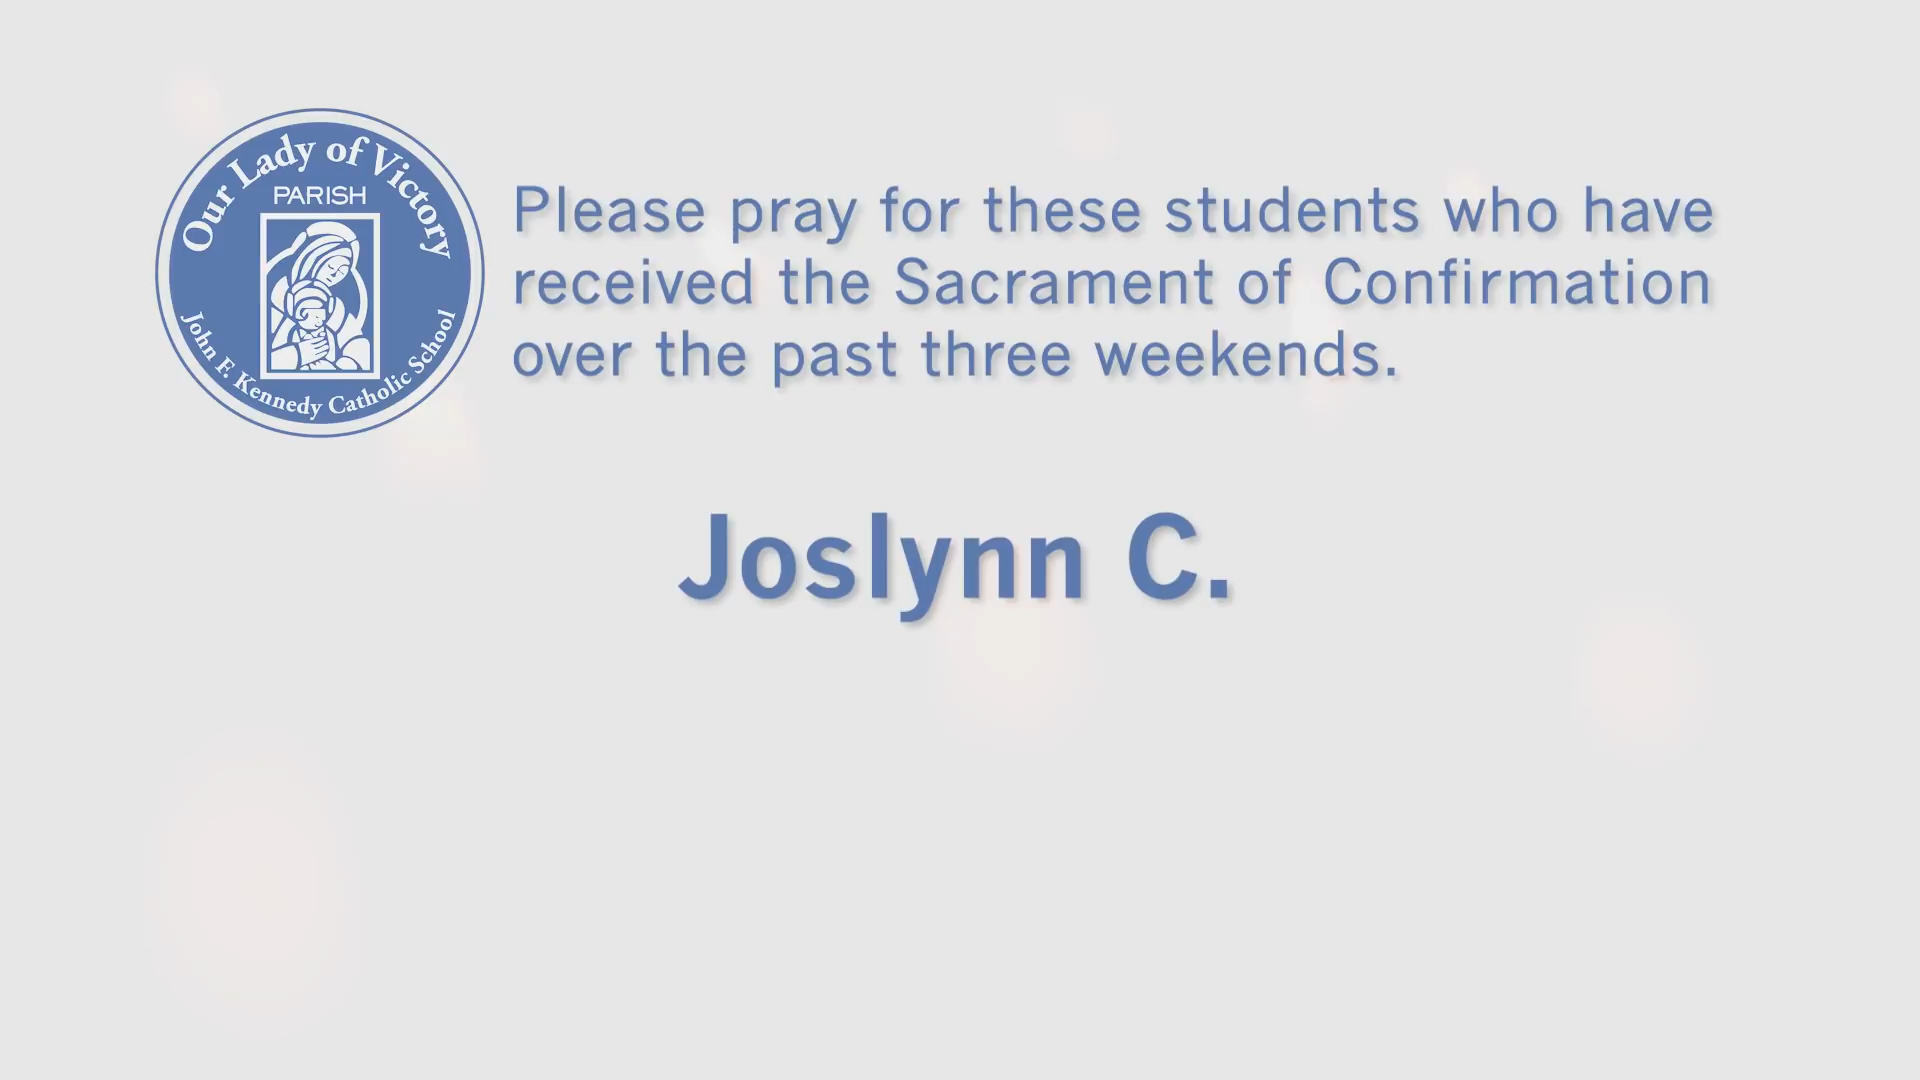 Our Lady of Victory
PARISH
John F. Kennedy Catholic School
Please pray for these students who have
received the Sacrament of Confirmation
over the past three weekends.
Joslynn C.